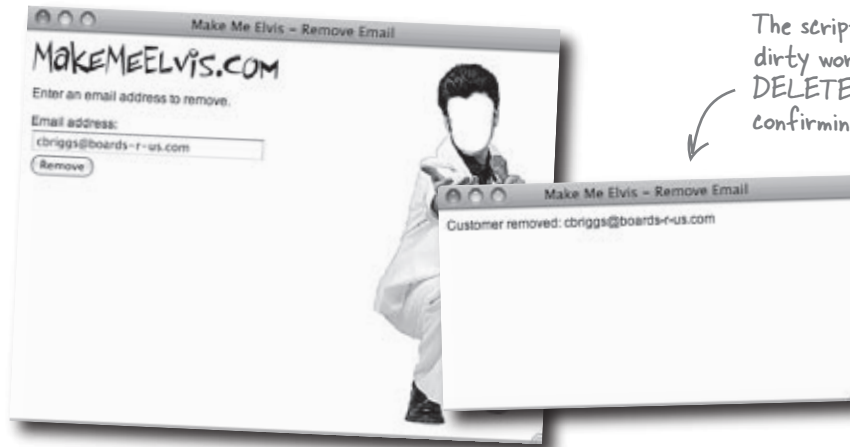 Make Me Elvis - Remove Email
MakeMeElvis.com
Enter an email address to remove.
Email address:
cbriggs@boards-r-us.com
Remove
The script
dirty wor
DELETE
confirmin
Make Me Elvis - Remove Email
Customer removed: cbriggs@boards-r-us.com